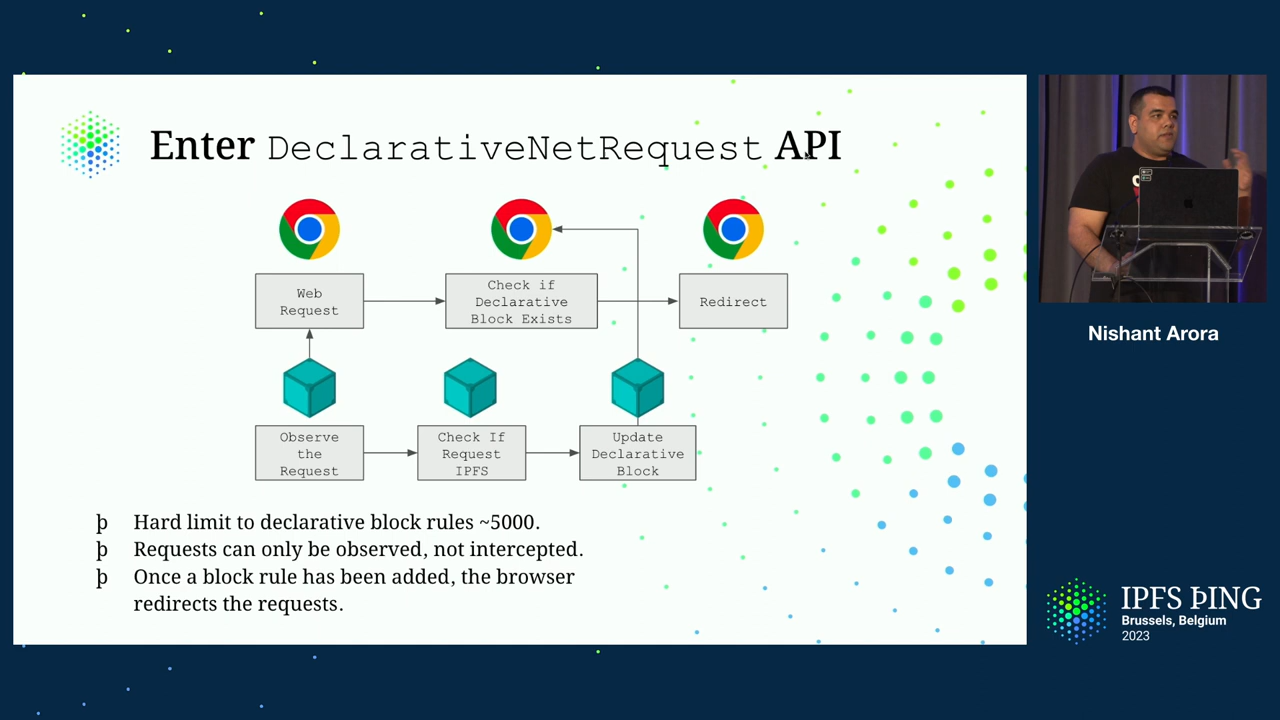 Enter DeclarativeNetRequest API
Web
Request
Check if
Declarative
Block Exists
Redirect
Observe
the
Request
Check If
Request
IPFS
Update
Declarative
Block
þ Hard limit to declarative block rules ~5000.
þ Requests can only be observed, not intercepted.
þ Once a block rule has been added, the browser
redirects the requests.
Nishant Arora
IPFS ÞING
Brussels, Belgium
2023